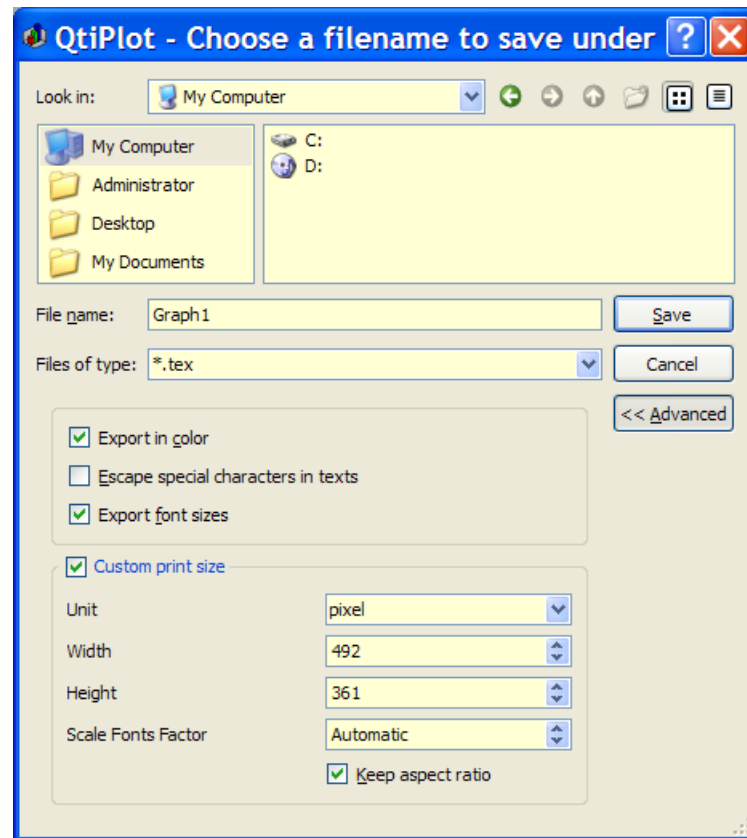 QtiPlot - Choose a filename to save under
Look in: My Computer
My Computer
Administrator
Desktop
My Documents
C:
D:
File name: Graph1 Save
Files of type: *.tex Cancel
<< Advanced
Export in color
Escape special characters in texts
Export font sizes
Custom print size
Unit pixel
Width 492
Height 361
Scale Fonts Factor Automatic
Keep aspect ratio